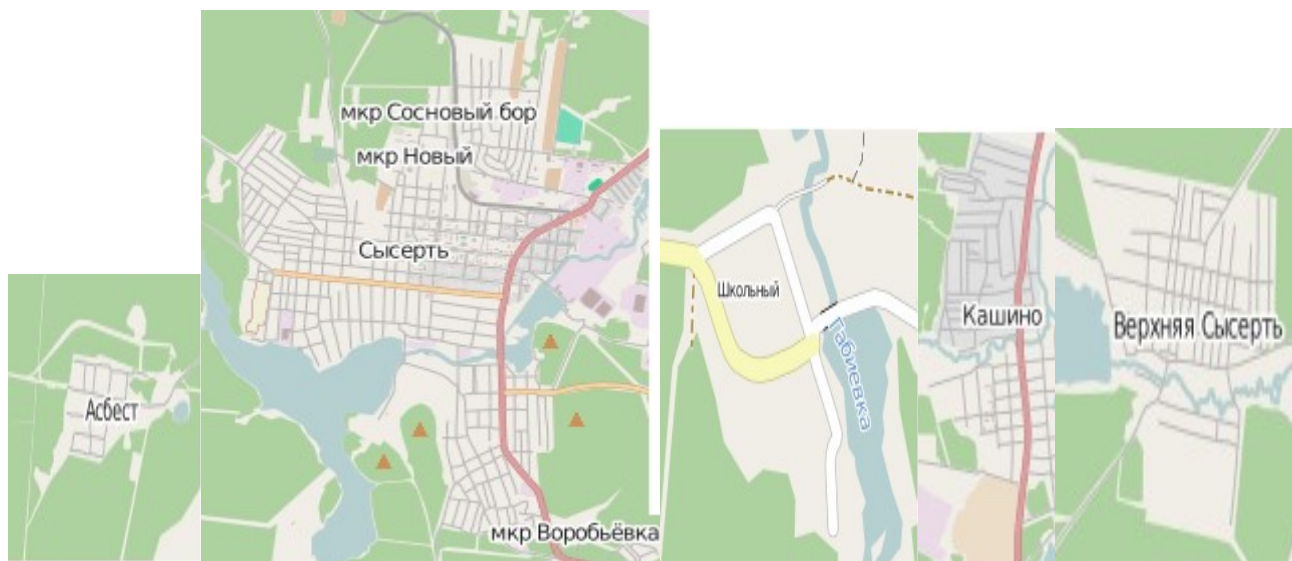 Асбест
мкр Сосновый бор
мкр Новый
Сысерть
мкр Воробьёвка
Школьный
Габиевка
Кашино
Верхняя Сысерть